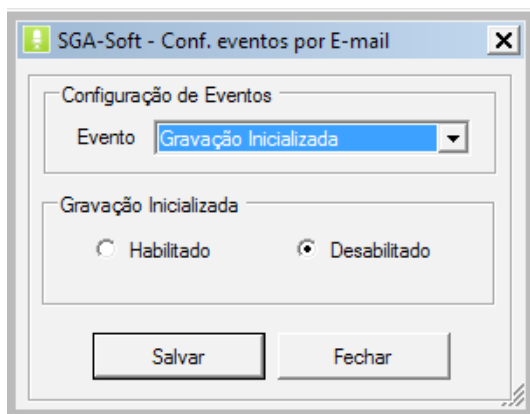 SGA-Soft - Conf. eventos por E-mail
Configuração de Eventos
Evento Gravação Inicializada
Gravação Inicializada
Habilitado Desabilitado
Salvar Fechar